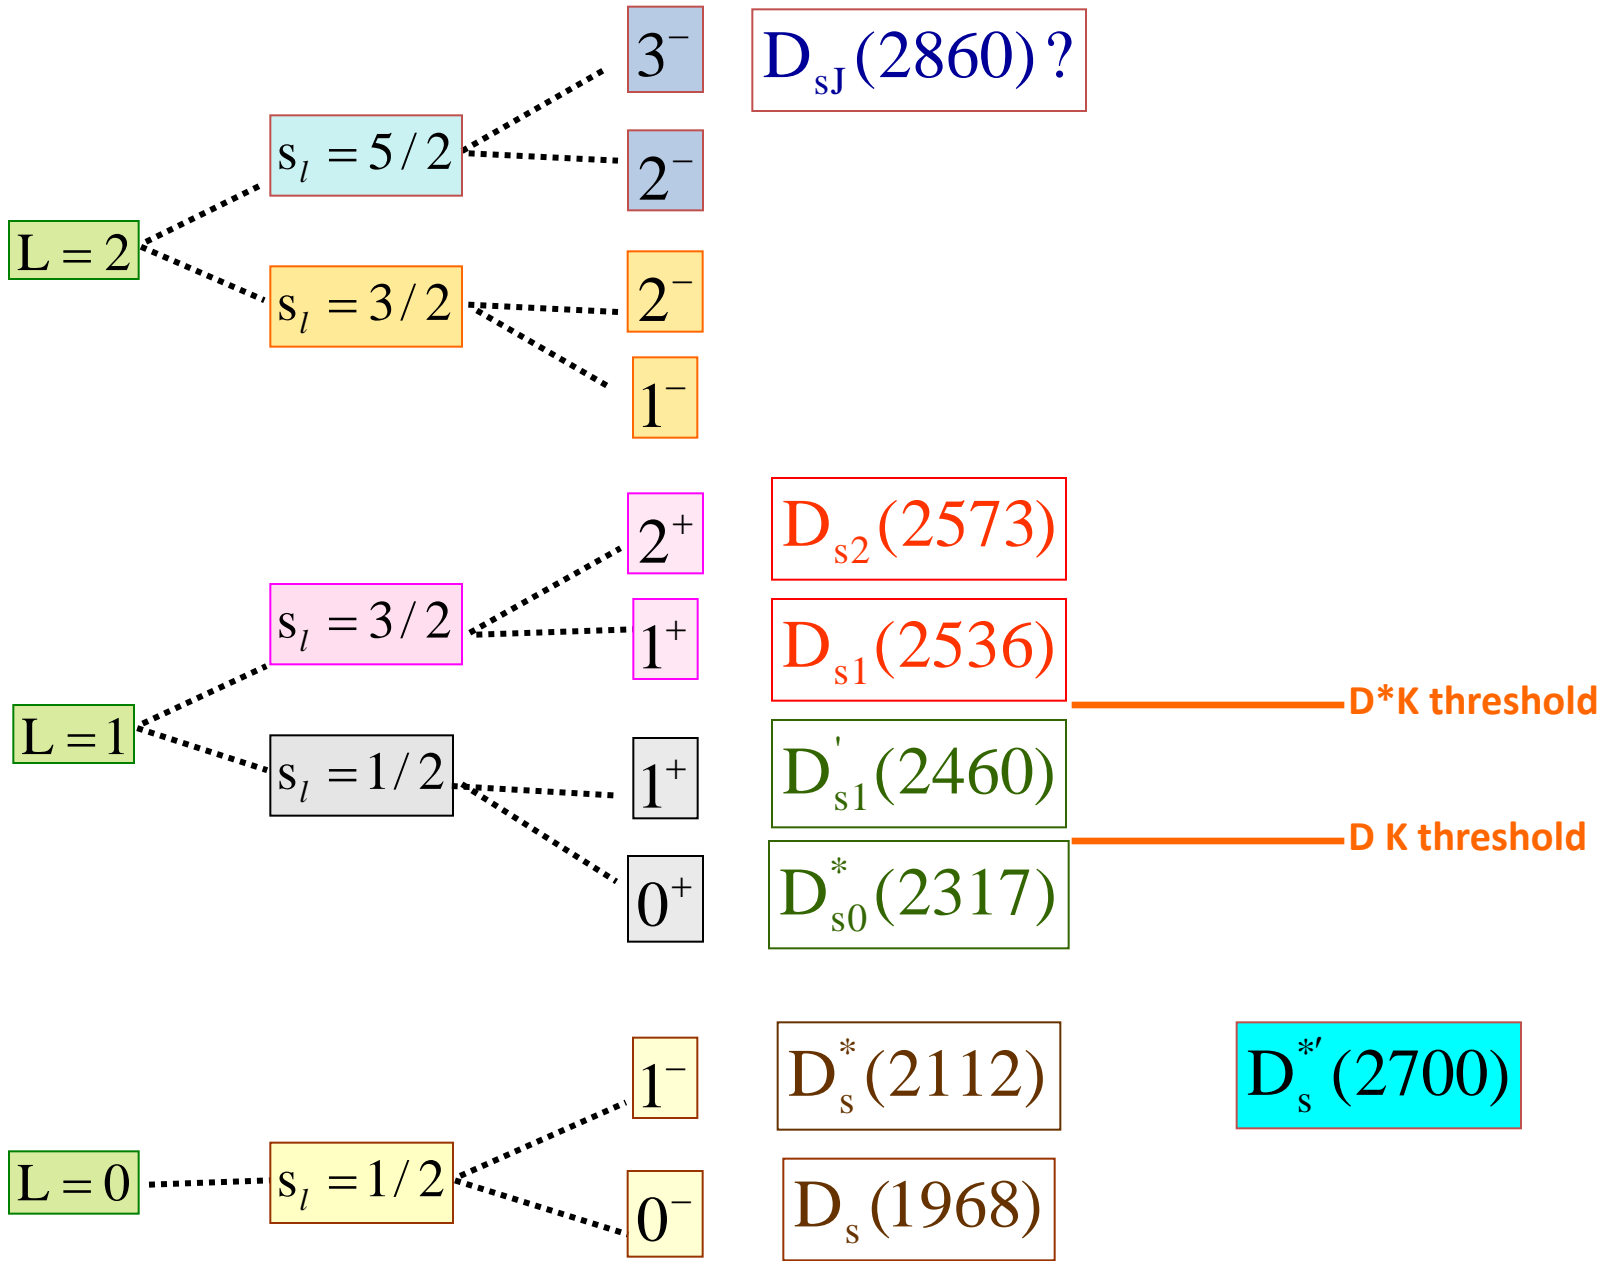 3⁻ D_sJ(2860)?
s_l = 5/2
2⁻
L = 2
2⁻
s_l = 3/2
1⁻
2⁺ D_s2(2573)
s_l = 3/2
1⁺ D_s1(2536)
D*K threshold
L = 1
s_l = 1/2
1⁺ D'_s1(2460)
D K threshold
0⁺ D*_s0(2317)
1⁻ D*_s(2112) D*′_s(2700)
L = 0
s_l = 1/2
0⁻ D_s(1968)